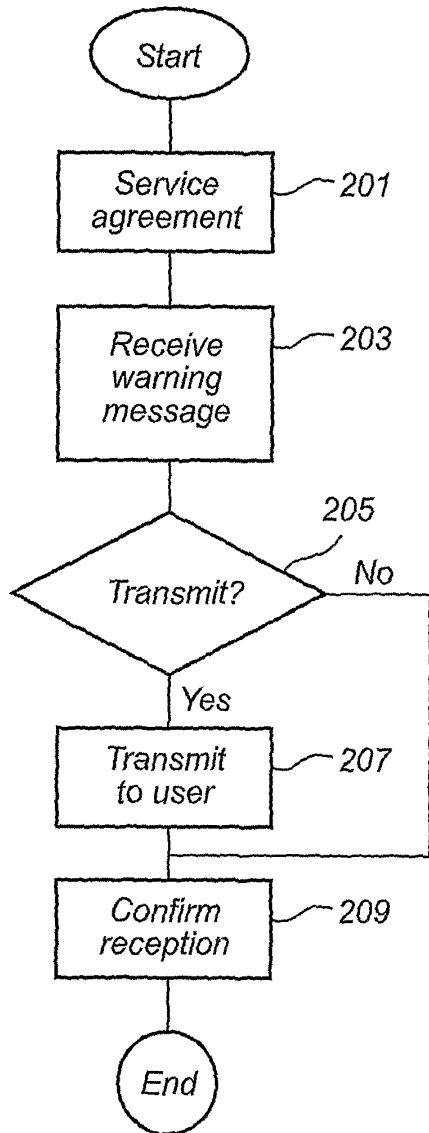 Start
Service
agreement
201
Receive
warning
message
203
205
Transmit?
No
Yes
Transmit
to user
207
Confirm
reception
209
End